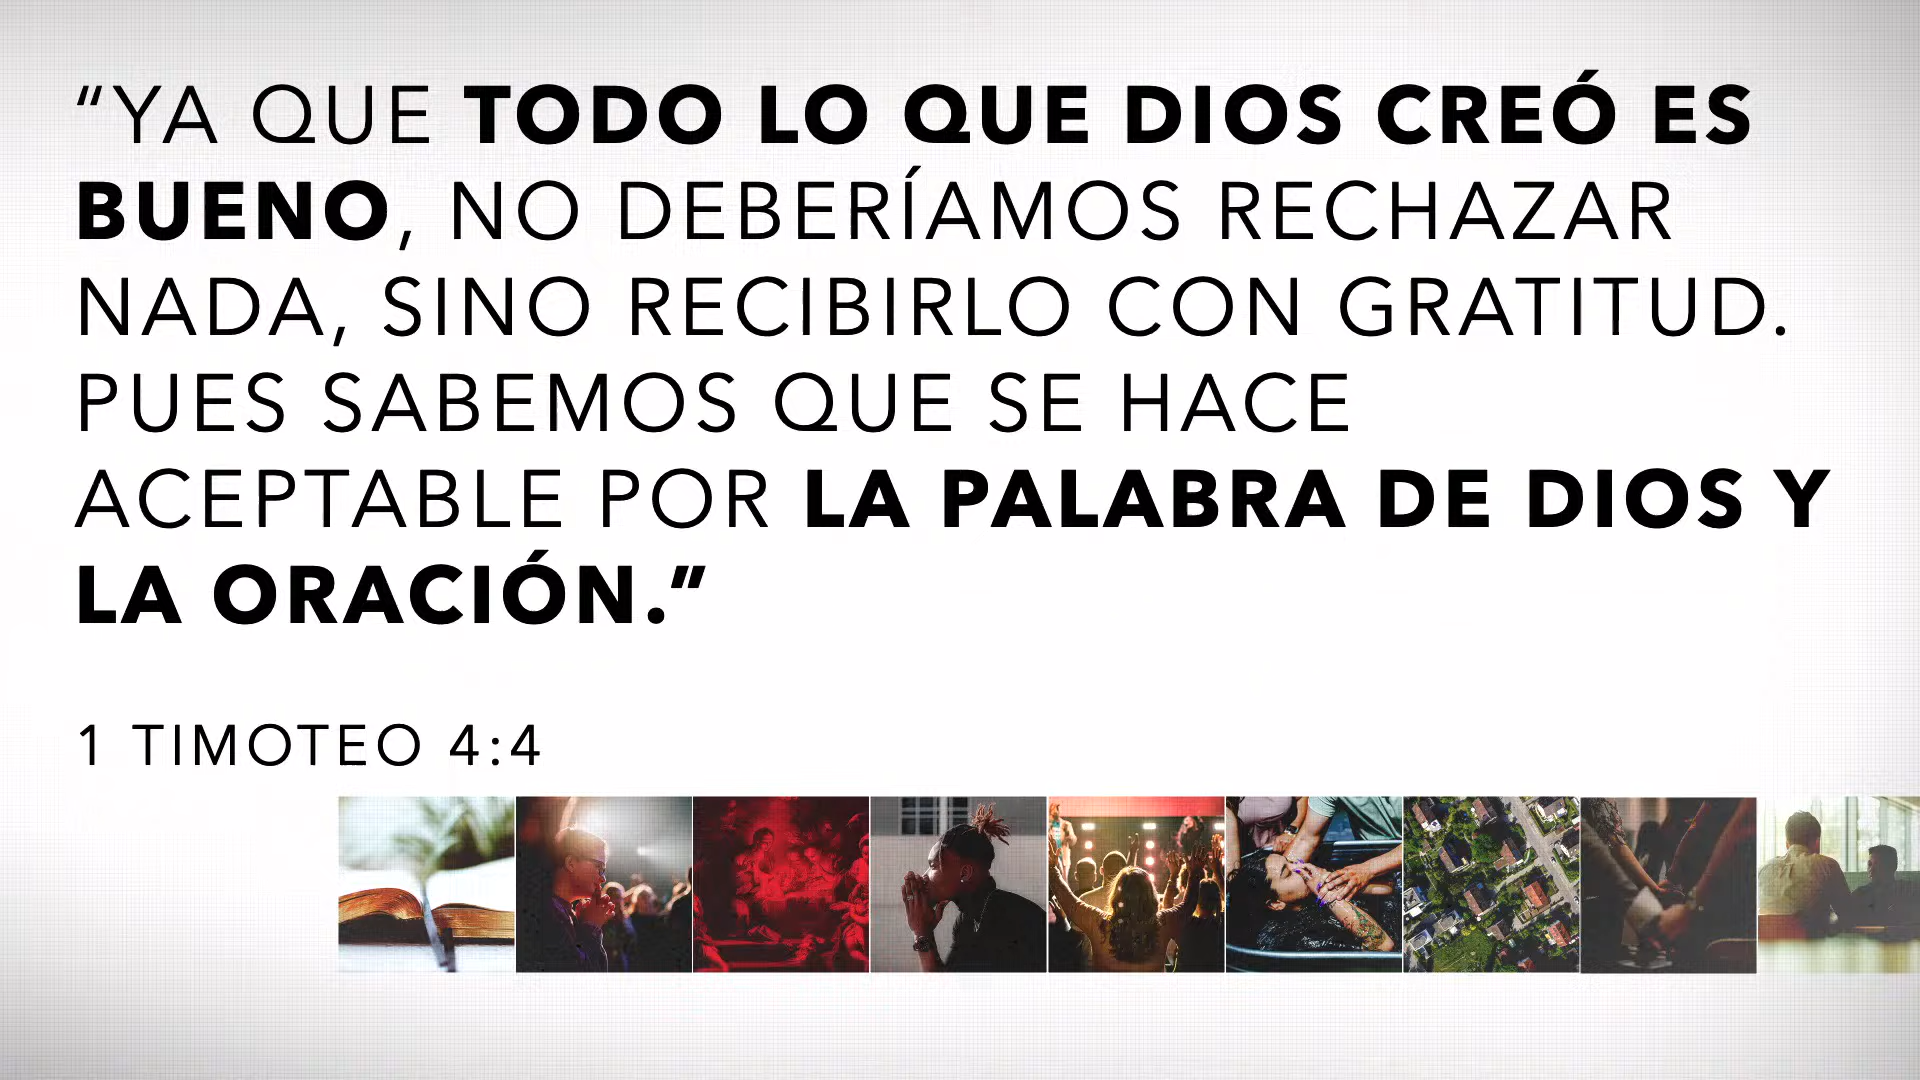 “YA QUE TODO LO QUE DIOS CREÓ ES
BUENO, NO DEBERÍAMOS RECHAZAR
NADA, SINO RECIBIRLO CON GRATITUD.
PUES SABEMOS QUE SE HACE
ACEPTABLE POR LA PALABRA DE DIOS Y
LA ORACIÓN.”
1 TIMOTEO 4:4